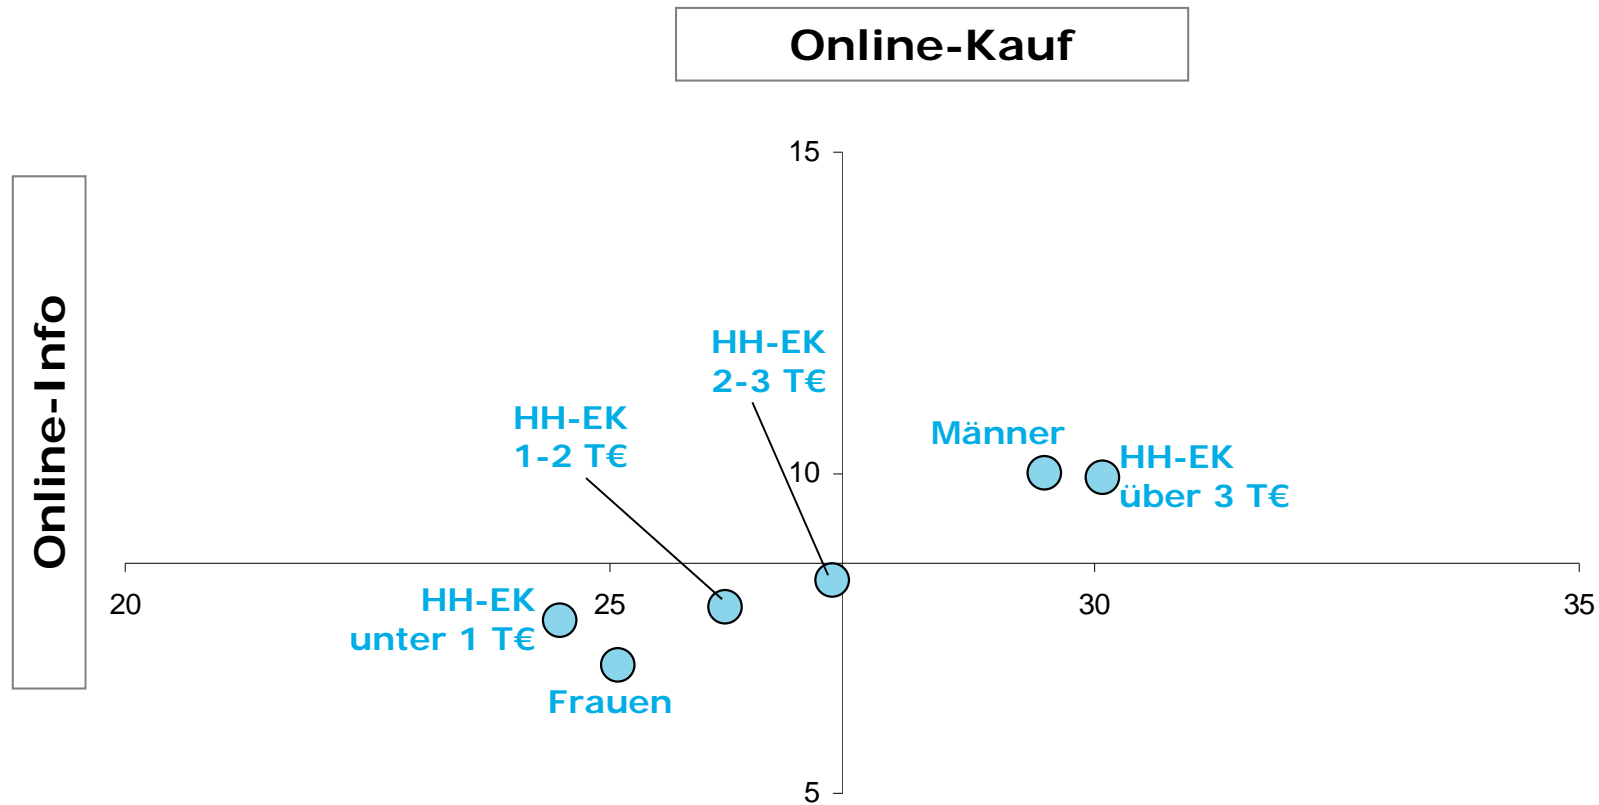 Online-Kauf
Online-Info
15
HH-EK
2-3 T€
HH-EK
1-2 T€
Männer
10
HH-EK
über 3 T€
20
25
30
35
HH-EK
unter 1 T€
Frauen
5